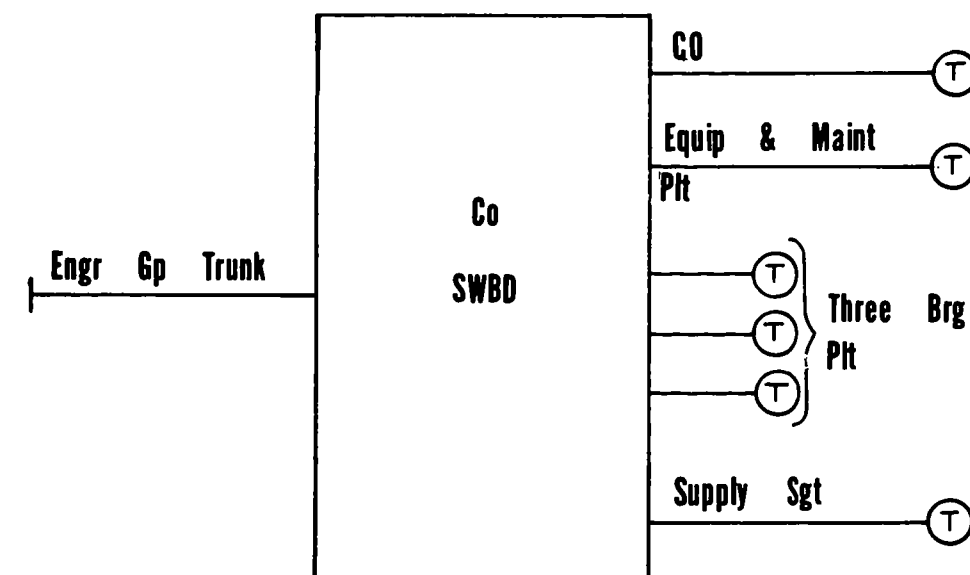 CO
T
Equip & Maint
Plt
T
Co
SWBD
Engr Gp Trunk
T
T
T
Three Brg
Plt
Supply Sgt
T